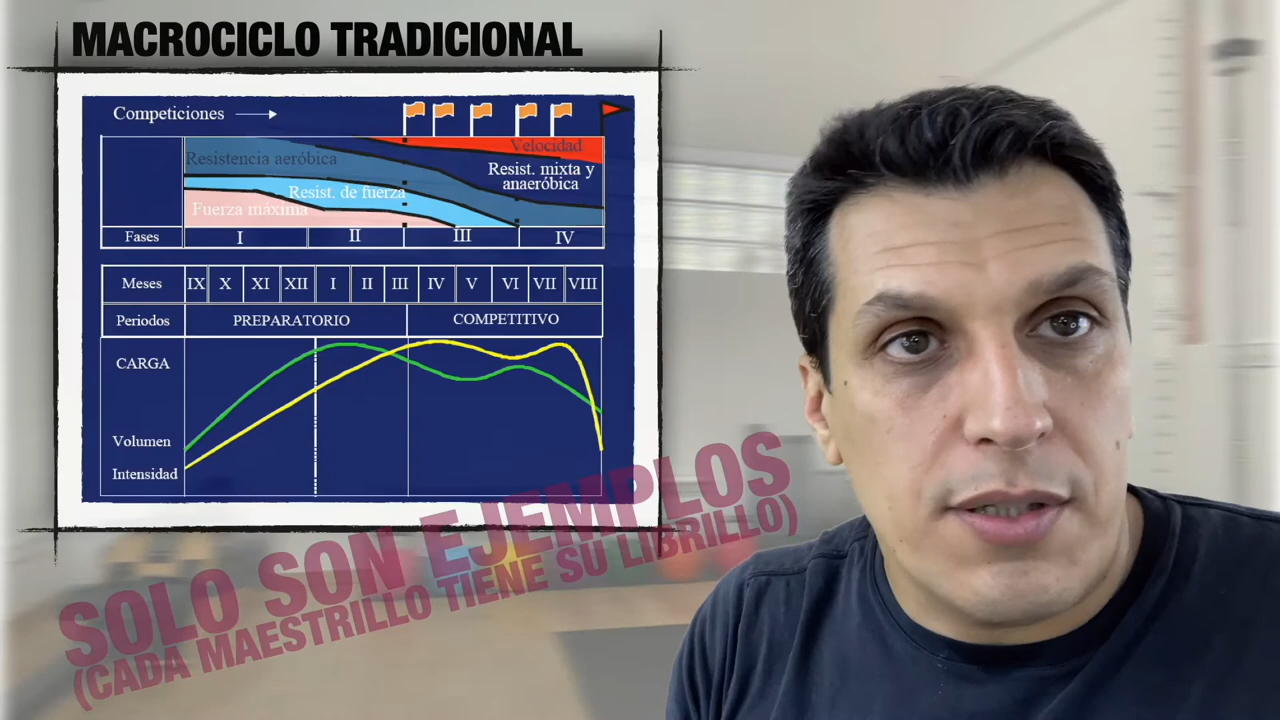 MACROCICLO TRADICIONAL
Competiciones
Velocidad
Resistencia aeróbica
Resist. mixta y
anaeróbica
Resist. de fuerza
Fuerza máxima
Fases I II III IV
Meses IX X XI XII I II III IV V VI VII VIII
Periodos PREPARATORIO COMPETITIVO
CARGA
Volumen
Intensidad
SOLO SON EJEMPLOS
(CADA MAESTRILLO TIENE SU LIBRILLO)